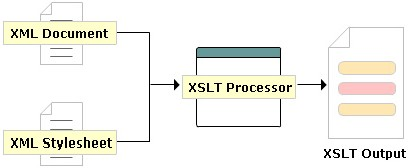 XML Document
XSLT Processor
XML Stylesheet
XSLT Output